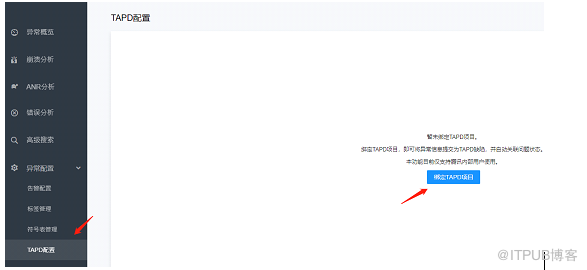 TAPD配置
异常概览
崩溃分析
ANR分析
错误分析
高级搜索
异常配置
告警配置
标签管理
符号表管理
TAPD配置
暂未绑定TAPD项目。
绑定TAPD项目，即可将异常信息提交为TAPD缺陷，并自动关联问题状态。
本功能目前仅支持腾讯内部用户使用。
绑定TAPD项目
@ITPUB博客